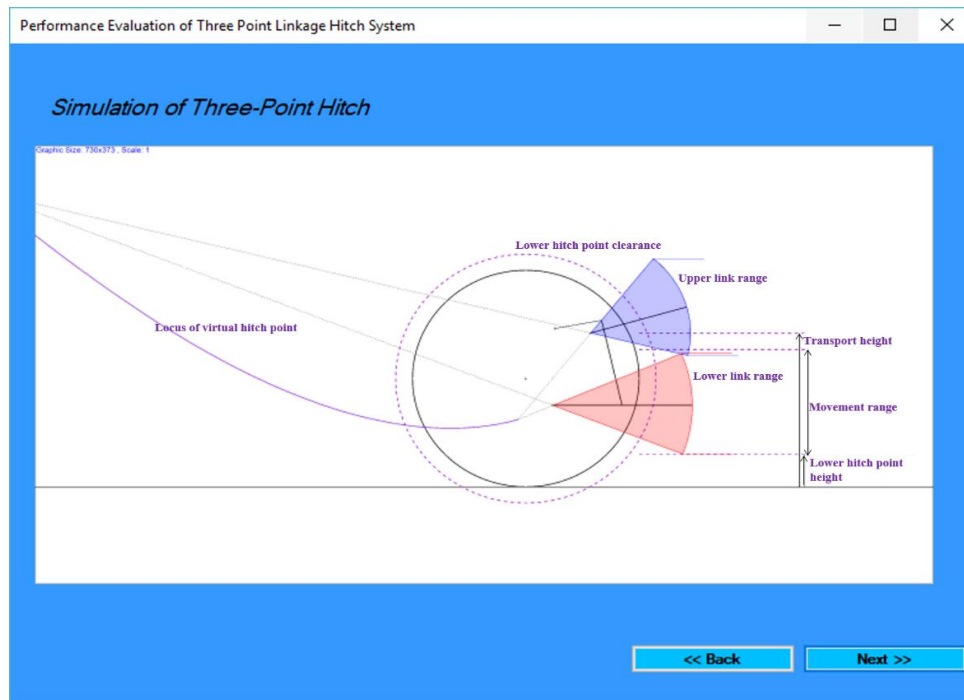 Performance Evaluation of Three Point Linkage Hitch System
Simulation of Three-Point Hitch
Graphic Size: 730x373 , Scale: 1
Lower hitch point clearance
Upper link range
Locus of virtual hitch point
Transport height
Lower link range
Movement range
Lower hitch point
height
<< Back
Next >>